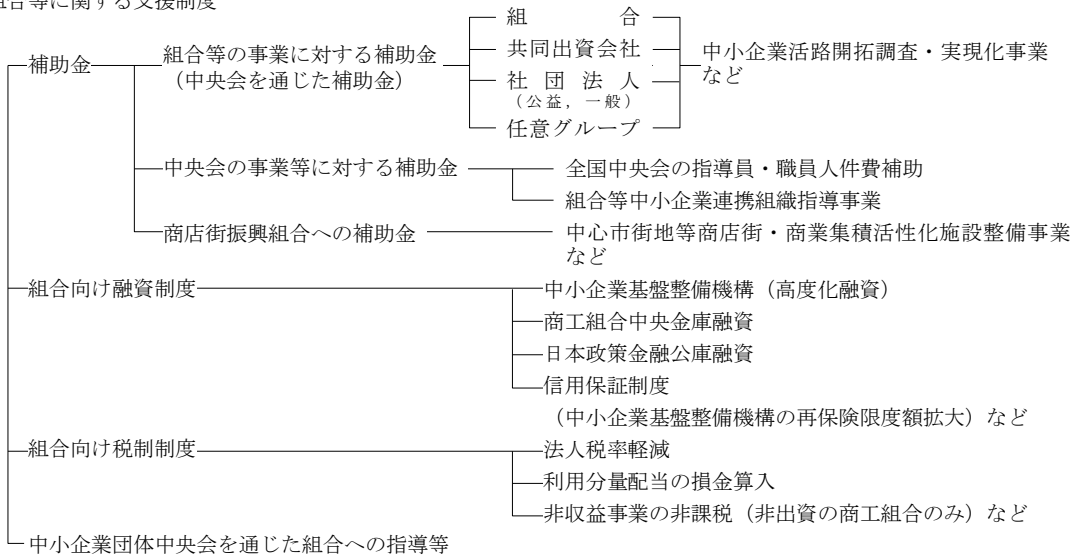 組合等に関する支援制度
補助金
組合等の事業に対する補助金
（中央会を通じた補助金）
組合
共同出資会社
社団法人
（公益，一般）
任意グループ
中小企業活路開拓調査・実現化事業
など
中央会の事業等に対する補助金
全国中央会の指導員・職員人件費補助
組合等中小企業連携組織指導事業
商店街振興組合への補助金
中心市街地等商店街・商業集積活性化施設整備事業
など
組合向け融資制度
中小企業基盤整備機構（高度化融資）
商工組合中央金庫融資
日本政策金融公庫融資
信用保証制度
（中小企業基盤整備機構の再保険限度額拡大）など
組合向け税制制度
法人税率軽減
利用分量配当の損金算入
非収益事業の非課税（非出資の商工組合のみ）など
中小企業団体中央会を通じた組合への指導等